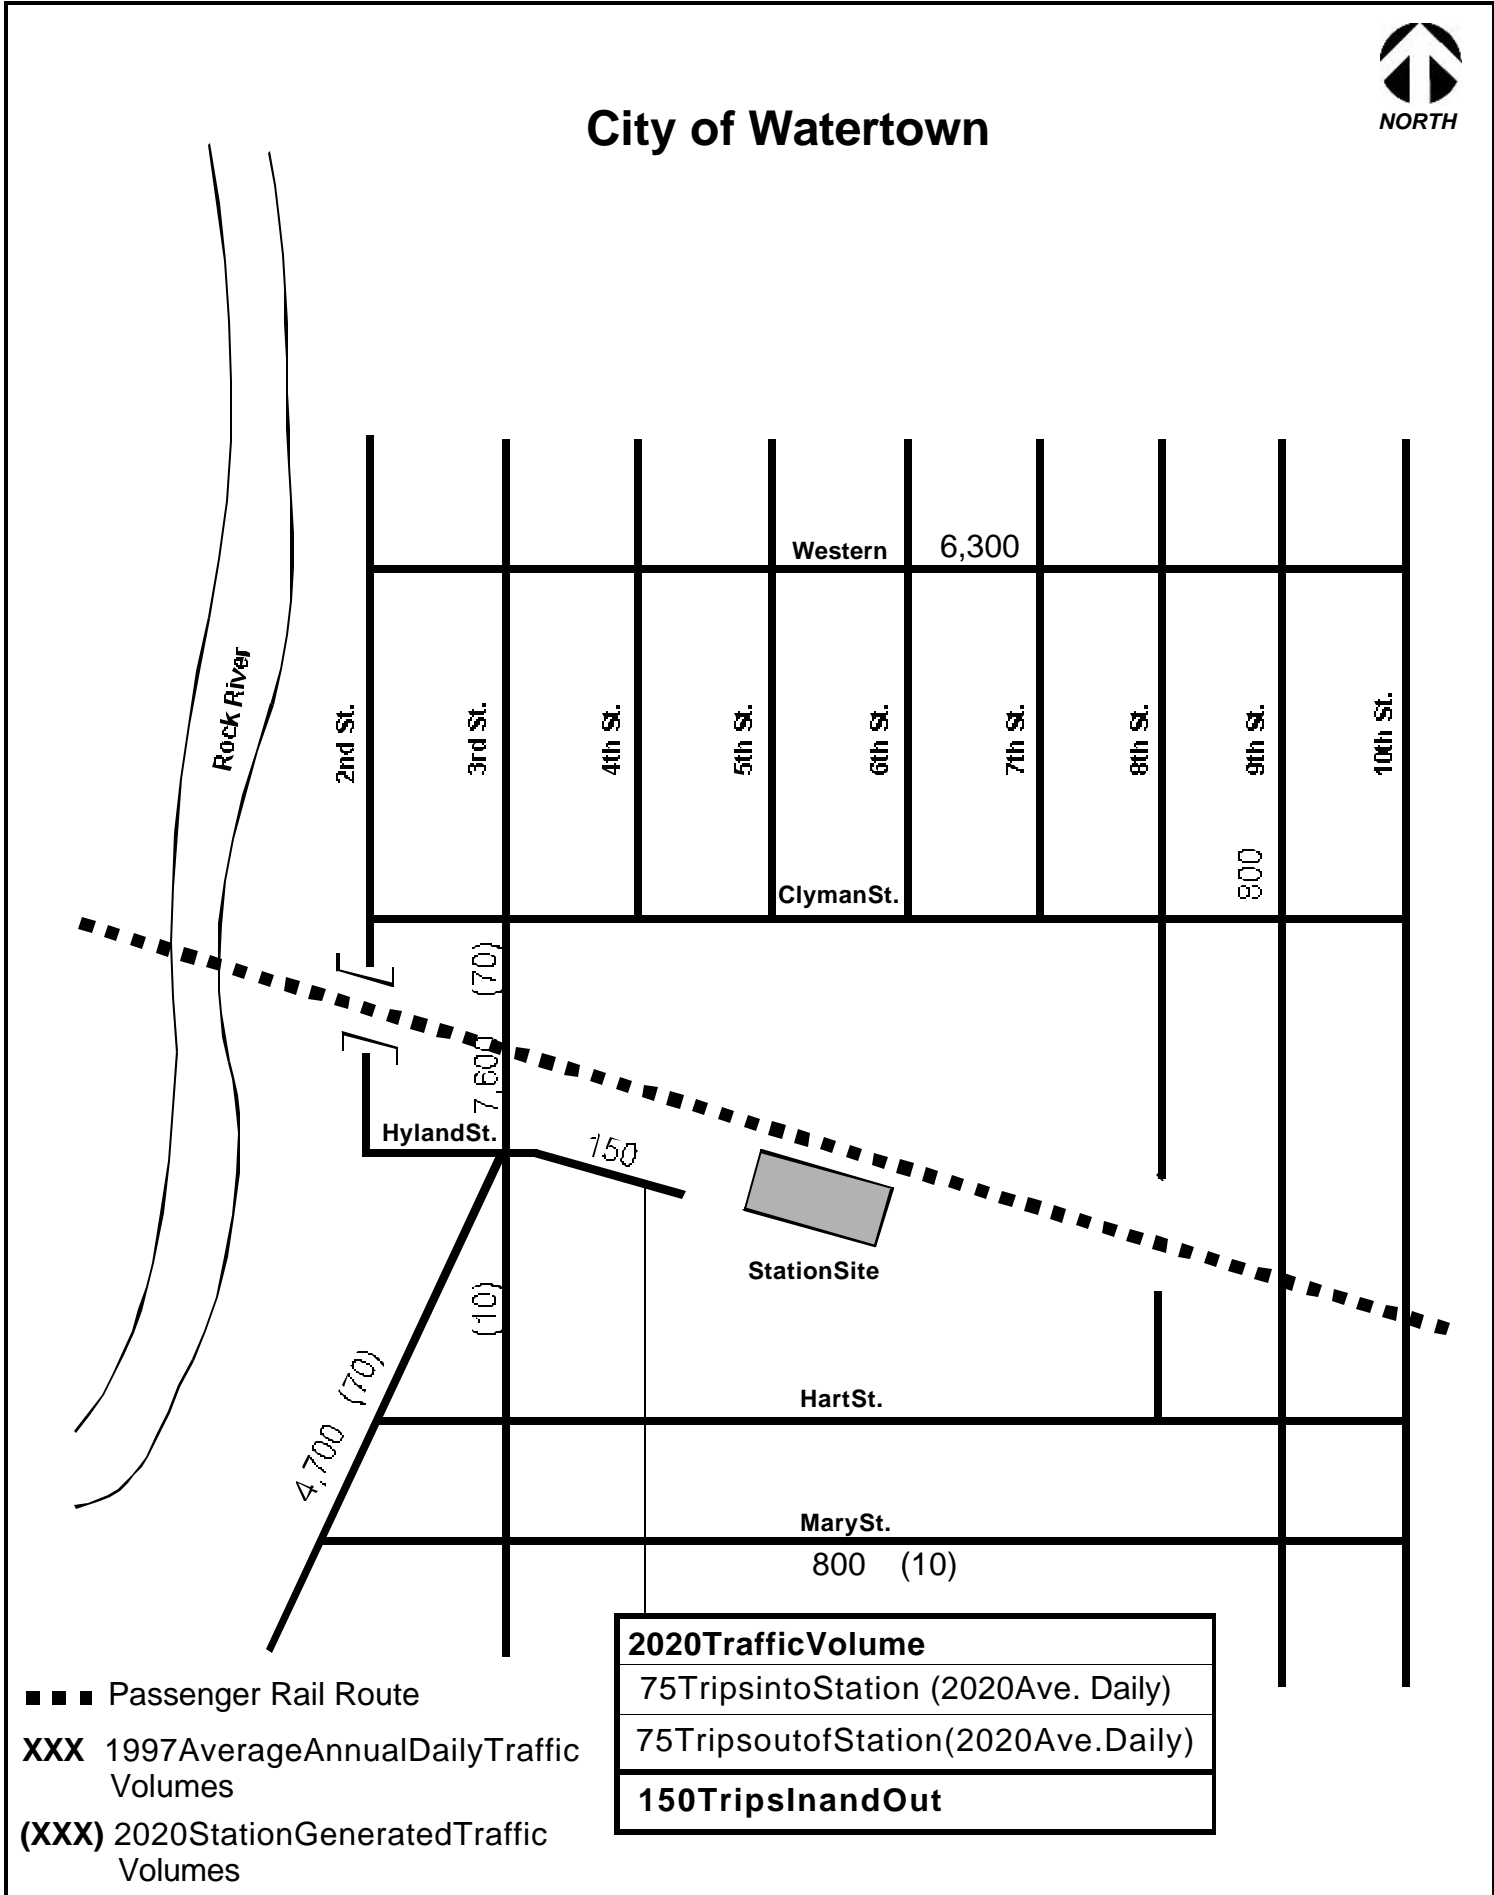 NORTH
City of Watertown
Western
6,300
Rock River
2nd St.
3rd St.
4th St.
5th St.
6th St.
7th St.
8th St.
9th St.
10th St.
800
ClymanSt.
7,600 (70)
HylandSt.
150
StationSite
(10)
4,700 (70)
HartSt.
MarySt.
800 (10)
2020TrafficVolume
75TripsintoStation (2020Ave. Daily)
75TripsoutofStation(2020Ave.Daily)
150TripsInandOut
Passenger Rail Route
XXX 1997AverageAnnualDailyTraffic
Volumes
(XXX) 2020StationGeneratedTraffic
Volumes